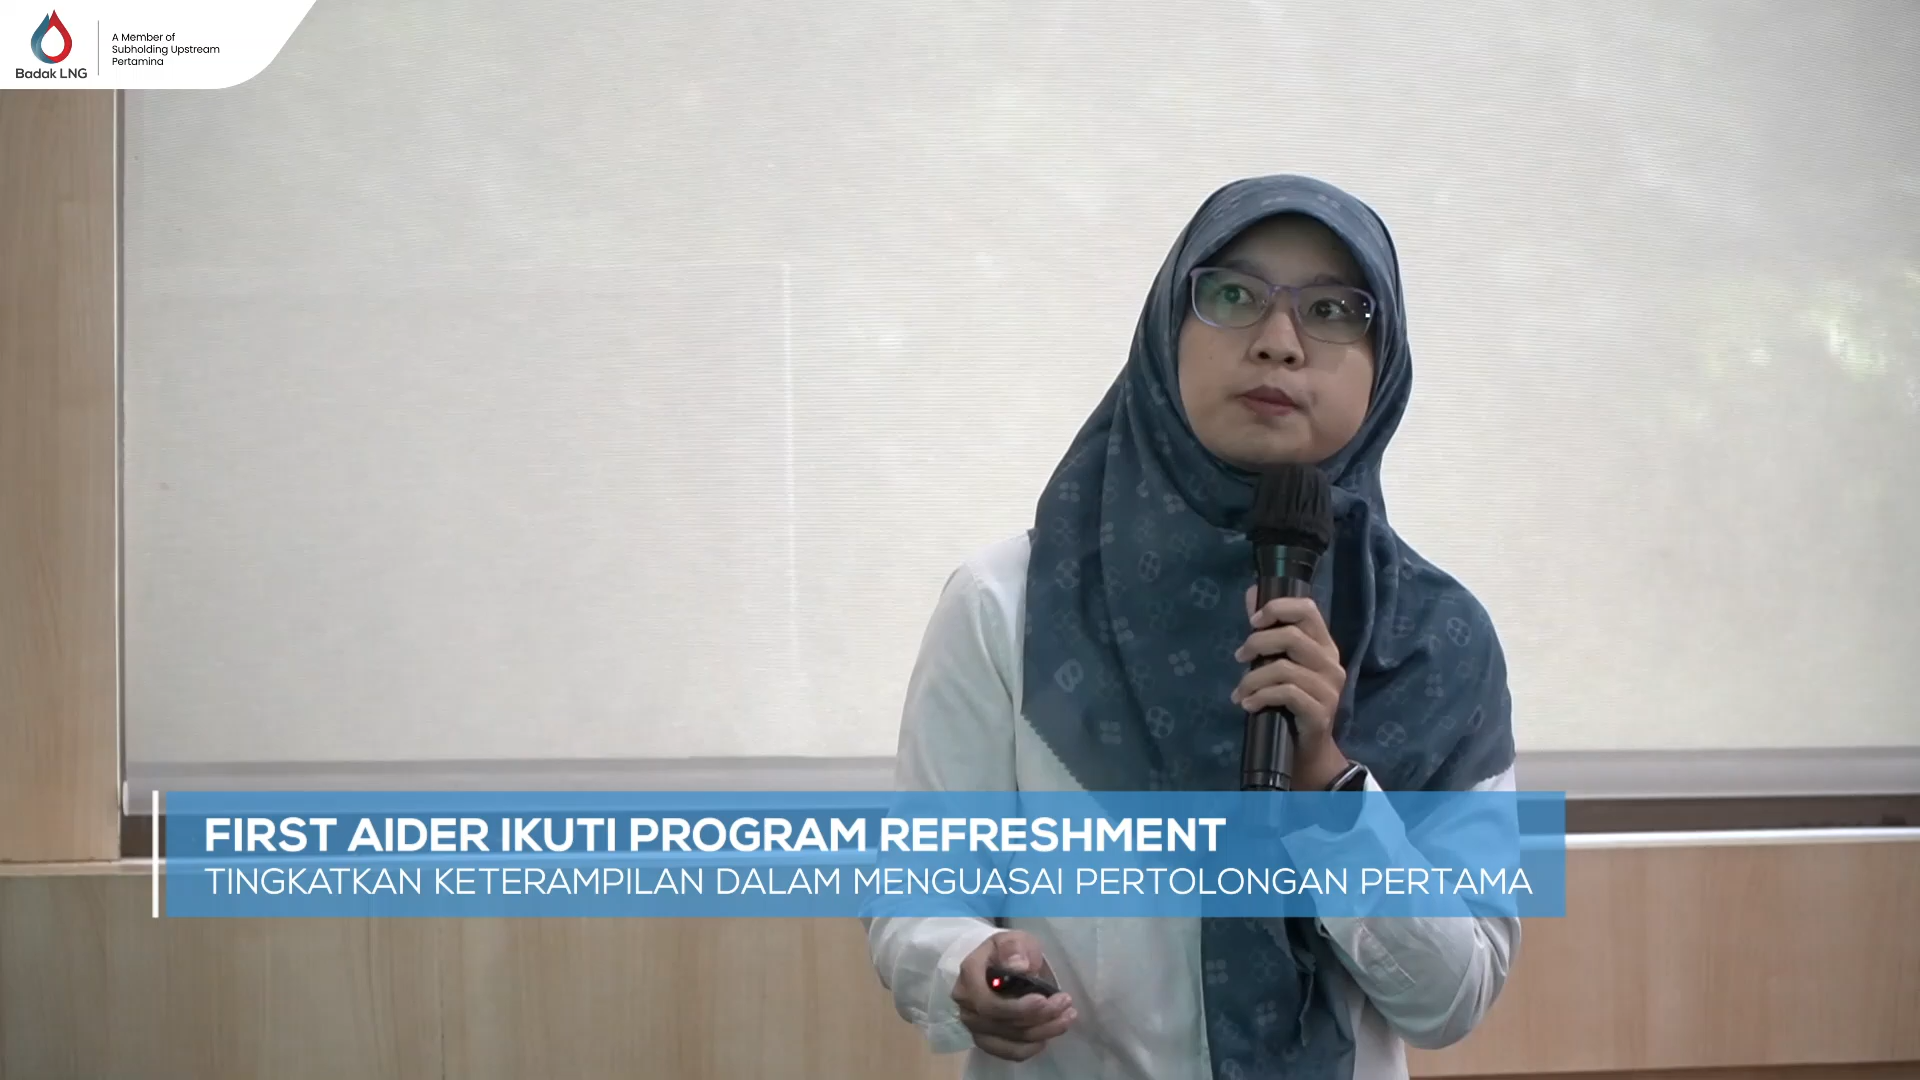 Badak LNG
A Member of
Subholding Upstream
Pertamina
FIRST AIDER IKUTI PROGRAM REFRESHMENT
TINGKATKAN KETERAMPILAN DALAM MENGUASAI PERTOLONGAN PERTAMA